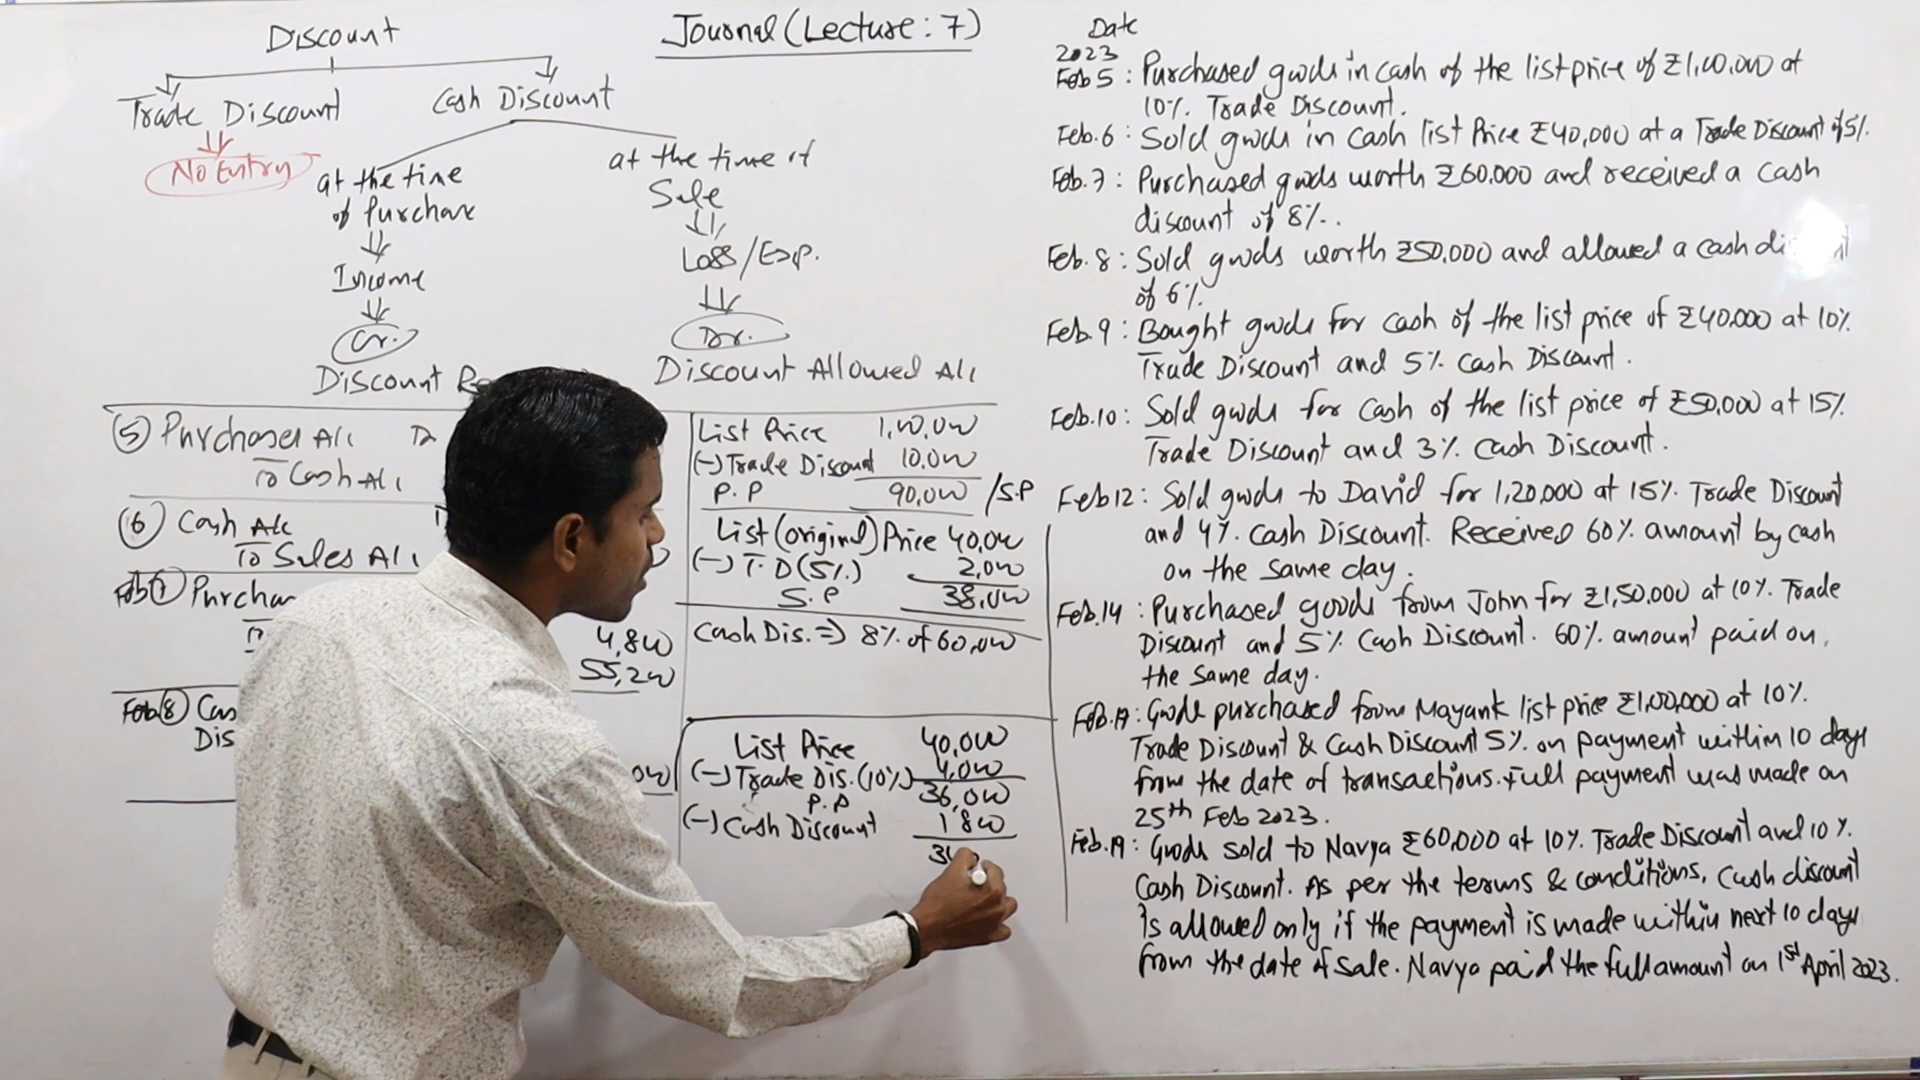 Discount
Journal (Lecture : 7)
Trade Discount
Cash Discount
No Entry
at the time
of Purchase
Income
Cr.
Discount
at the time of
Sale
Loss/Exp.
Dr.
Discount Allowed A/c
(5) Purchases A/c
To Cash A/c
(6) Cash A/c
To Sales A/c
Feb (7)
4,800
55,200
Feb (8)
List Price 1,00,000
(-) Trade Discount 10,000
P.P 90,000 /S.P
List (original) Price 40,000
(-) T.D (5%) 2,000
S.P 38,000
Cash Dis. ⇒ 8% of 60,000
List Price 40,000
(-) Trade Dis. (10%) 4,000
P.P 36,000
(-) Cash Discount 1800
Date
2023
Feb 5 : Purchased goods in cash of the list price of ₹1,00,000 at
10% Trade Discount.
Feb. 6 : Sold goods in cash list Price ₹40,000 at a Trade Discount of 5%.
Feb. 7 : Purchased goods worth ₹60,000 and received a cash
discount of 8%..
Feb. 8 : Sold goods worth ₹50,000 and allowed a cash
of 6%.
Feb. 9 : Bought goods for cash of the list price of ₹40,000 at 10%
Trade Discount and 5% cash Discount.
Feb. 10 : Sold goods for cash of the list price of ₹50,000 at 15%
Trade Discount and 3% cash Discount.
Feb 12 : Sold goods to David for 1,20,000 at 15% Trade Discount
and 4% cash Discount. Received 60% amount by cash
on the same day.
Feb. 14 : Purchased goods from John for ₹1,50,000 at 10% Trade
Discount and 5% Cash Discount. 60% amount paid on
the same day.
Feb. 17 : Goods purchased from Mayank list price ₹1,00,000 at 10%
Trade Discount & Cash Discount 5% on payment within 10 days
from the date of transactions. Full payment was made on
25th Feb 2023.
Feb. 19 : Goods sold to Navya ₹60,000 at 10% Trade Discount and 10%
Cash Discount. As per the terms & conditions, Cash discount
is allowed only if the payment is made within next 10 days
from the date of sale. Navya paid the full amount on 1st April 2023.